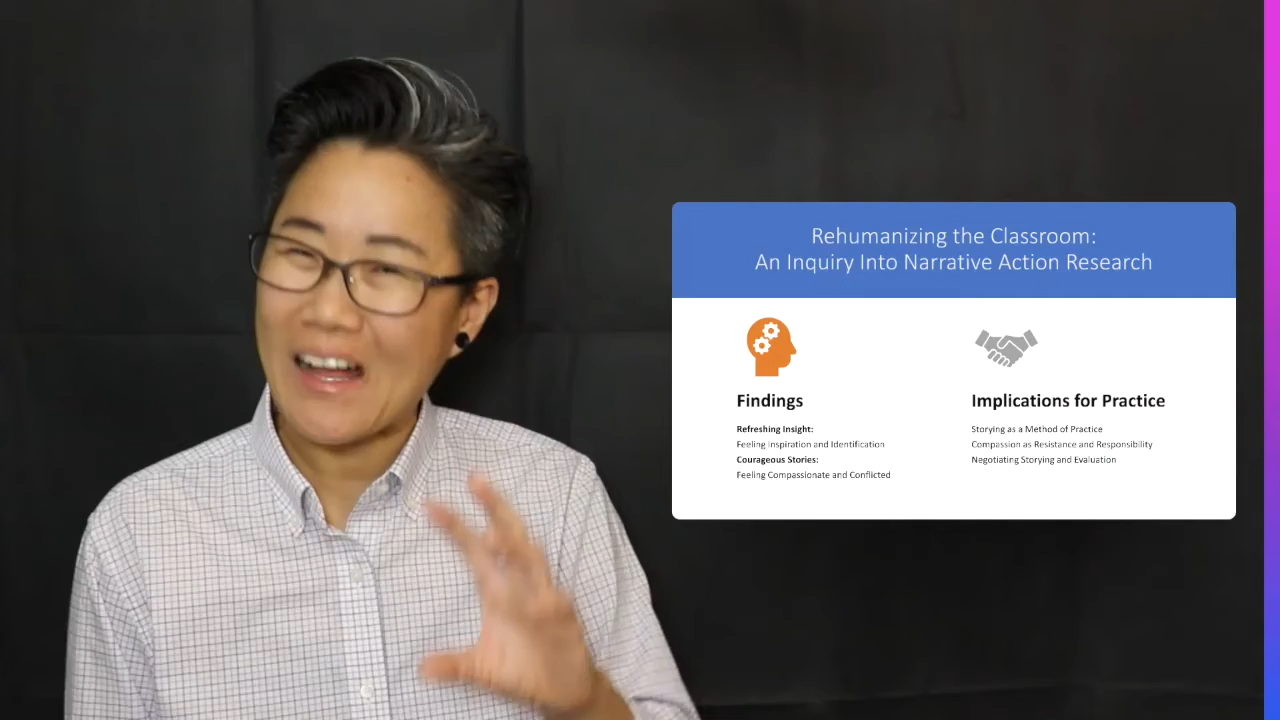 Rehumanizing the Classroom:
An Inquiry Into Narrative Action Research
Findings
Refreshing Insight:
Feeling Inspiration and Identification
Courageous Stories:
Feeling Compassionate and Conflicted
Implications for Practice
Storying as a Method of Practice
Compassion as Resistance and Responsibility
Negotiating Storying and Evaluation